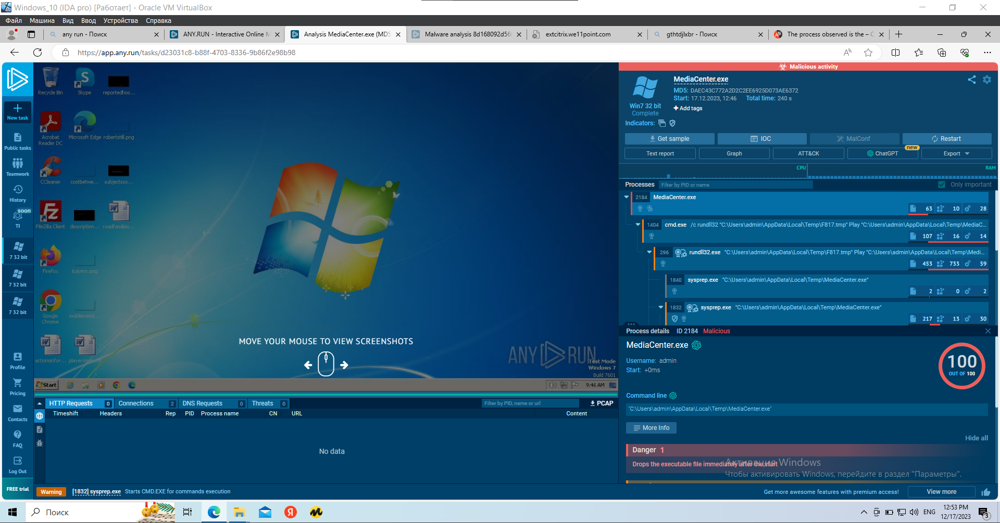 Windows_10 (IDA pro) [Работает] - Oracle VM VirtualBox
Файл Машина Вид Ввод Устройства Справка
any run - Поиск
ANY.RUN - Interactive Online M
Analysis MediaCenter.exe (MD5
Malware analysis 8d168092d56
extcitrix.we11point.com
gthtdjlxbr - Поиск
The process observed is the – C
https://app.any.run/tasks/d23031c8-b88f-4703-8336-9b86f2e98b98
New task
Public tasks
Teamwork
History
soon
TI
7 32 bit
7 32 bit
7 32 bit
Profile
Pricing
Contacts
FAQ
Log Out
FREE trial
Recycle Bin
Skype
reportedhos...
Acrobat Reader DC
Microsoft Edge
robertstill.png
CCleaner
costbetwe...
subjectsso...
FileZilla Client
description...
roadfamilies...
Firefox
italyinn.png
Google Chrome
mobileneed...
actionsinfor...
playersmax.rtf
MOVE YOUR MOUSE TO VIEW SCREENSHOTS
ANY RUN
Test Mode
Windows 7
Build 7601
Start
9:46 AM
HTTP Requests 0
Connections 2
DNS Requests 0
Threats 0
Filter by PID, name or url
PCAP
Timeshift Headers Rep PID Process name CN URL Content
No data
Malicious activity
MediaCenter.exe
MD5: DAEC43C772A2D2C2EE6925D073AE6372
Start: 17.12.2023, 12:46 Total time: 240 s
+ Add tags
Win7 32 bit
Complete
Indicators:
Get sample
IOC
MalConf
Restart
Text report
Graph
ATT&CK
ChatGPT
new
Export
CPU
RAM
Processes
Filter by PID or name
Only important
2184 MediaCenter.exe
63 10 28
1404 cmd.exe /c rundll32 "C:\Users\admin\AppData\Local\Temp\F817.tmp" Play "C:\Users\admin\AppData\Local\Temp\MediaC...
107 16 14
296 rundll32.exe "C:\Users\admin\AppData\Local\Temp\F817.tmp" Play "C:\Users\admin\AppData\Local\Temp\Medi...
453 733 59
1840 sysprep.exe "C:\Users\admin\AppData\Local\Temp\MediaCenter.exe"
2 0 2
1832 sysprep.exe "C:\Users\admin\AppData\Local\Temp\MediaCenter.exe"
217 13 30
Process details ID 2184 Malicious
MediaCenter.exe
Username: admin
Start: +0ms
100
OUT OF 100
Command line
"C:\Users\admin\AppData\Local\Temp\MediaCenter.exe"
More Info
Hide all
Danger 1
Drops the executable file immediately after the start
Активация Windows
Чтобы активировать Windows, перейдите в раздел "Параметры".
Warning
[1832] sysprep.exe Starts CMD.EXE for commands execution
Get more awesome features with premium access!
View more
Поиск
ENG
12:53 PM
12/17/2023
3